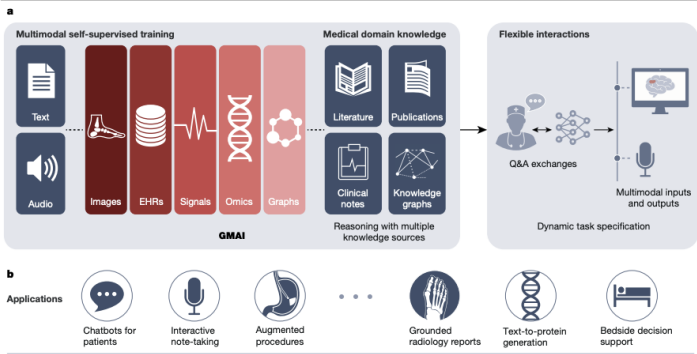 a
Multimodal self-supervised training
Medical domain knowledge
Flexible interactions
Text
Audio
Images
EHRs
Signals
Omics
Graphs
Literature
Publications
Clinical
notes
Knowledge
graphs
GMAI
Reasoning with multiple
knowledge sources
Q&A exchanges
Multimodal inputs
and outputs
Dynamic task specification
b
Applications
Chatbots for
patients
Interactive
note-taking
Augmented
procedures
Grounded
radiology reports
Text-to-protein
generation
Bedside decision
support